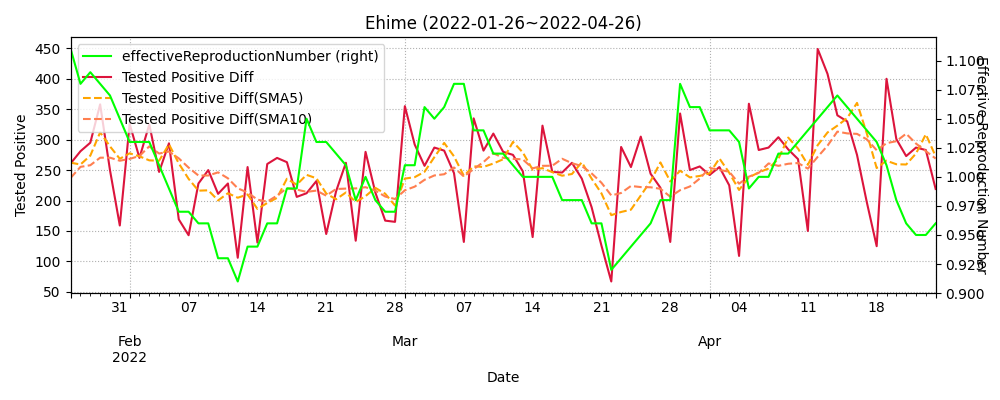 Ehime (2022-01-26~2022-04-26)
effectiveReproductionNumber (right)
Tested Positive Diff
Tested Positive Diff(SMA5)
Tested Positive Diff(SMA10)
Tested Positive
450
400
350
300
250
200
150
100
50
1.100
1.075
1.050
1.025
1.000
0.975
0.950
0.925
0.900
Effective Reproduction Number
31 07 14 21 28 07 14 21 28 04 11 18
Feb Mar Apr
2022
Date